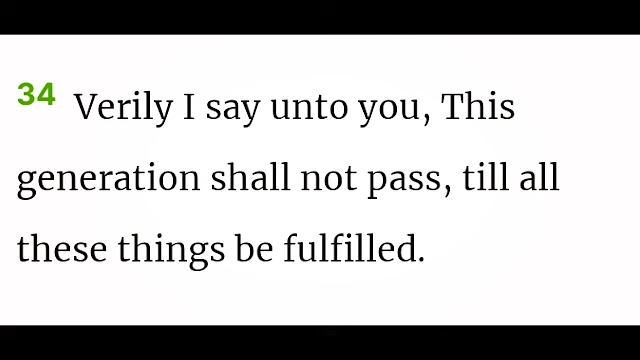 34 Verily I say unto you, This
generation shall not pass, till all
these things be fulfilled.